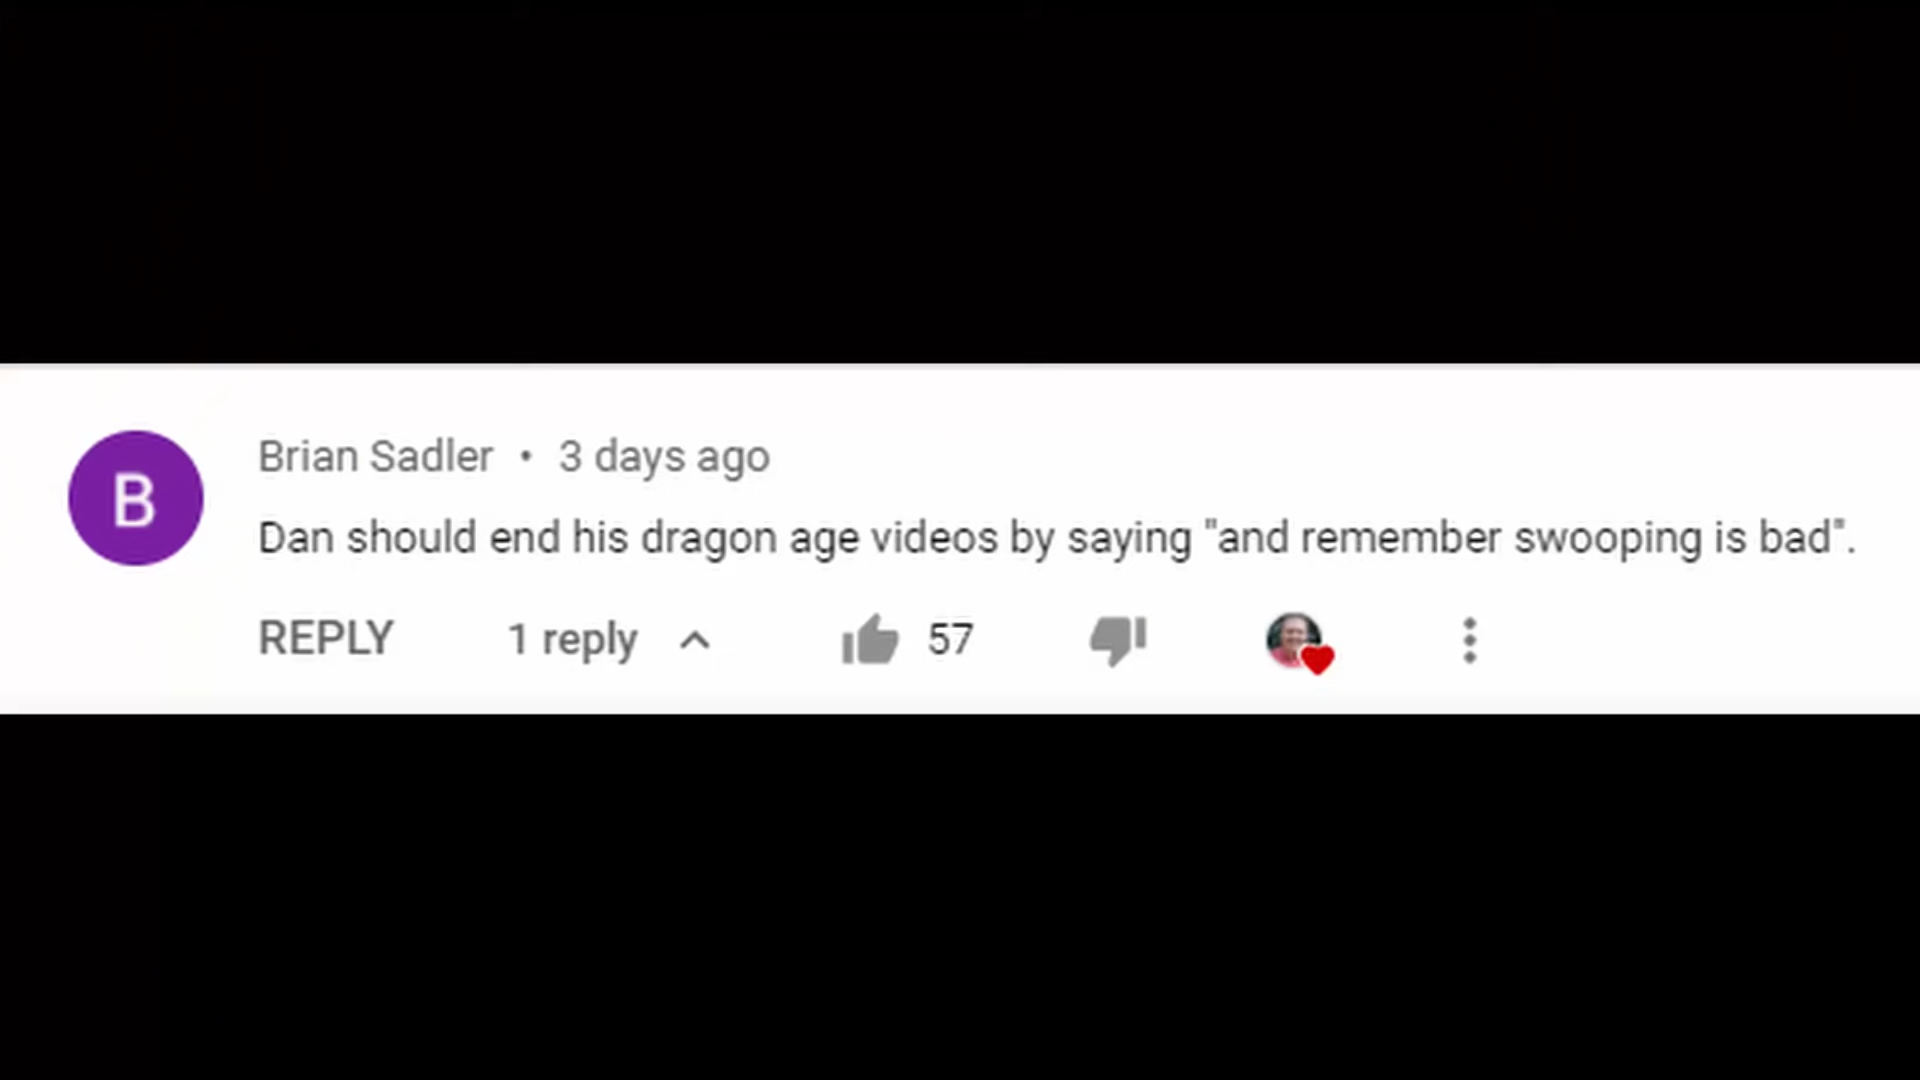 B
Brian Sadler • 3 days ago
Dan should end his dragon age videos by saying "and remember swooping is bad".
REPLY 1 reply 57